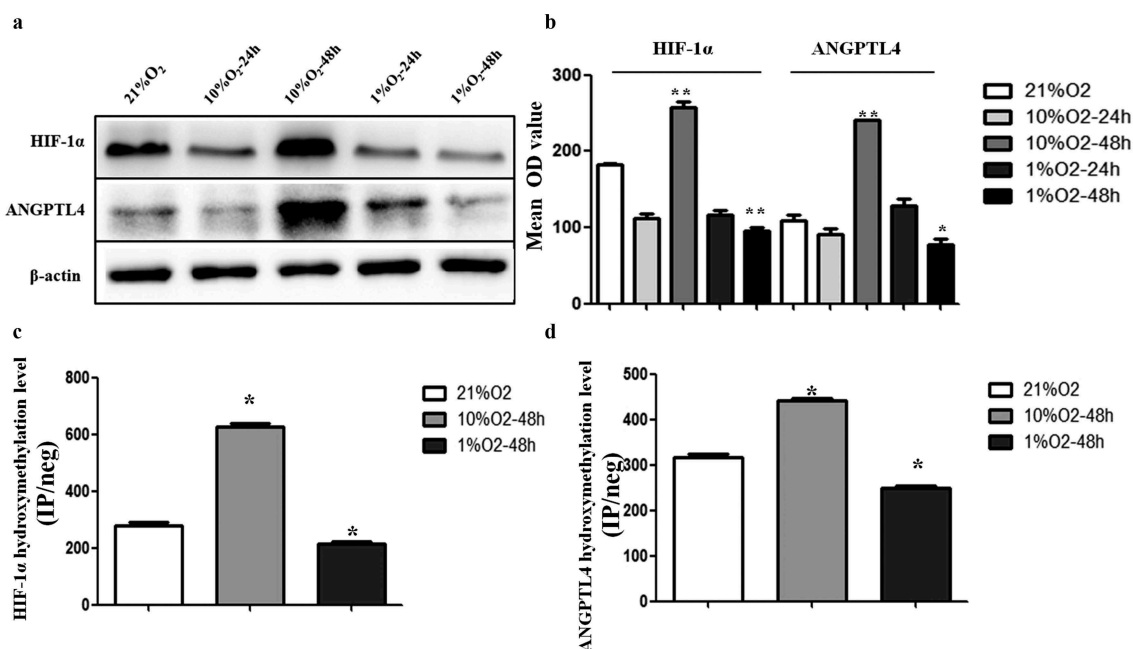 a
21%O₂
10%O₂-24h
10%O₂-48h
1%O₂-24h
1%O₂-48h
HIF-1α
ANGPTL4
β-actin
b
HIF-1α
ANGPTL4
Mean OD value
300
200
100
0
**
**
**
*
21%O2
10%O2-24h
10%O2-48h
1%O2-24h
1%O2-48h
c
HIF-1α hydroxymethylation level
(IP/neg)
800
600
400
200
0
*
*
21%O2
10%O2-48h
1%O2-48h
d
ANGPTL4 hydroxymethylation level
(IP/neg)
500
400
300
200
100
0
*
*
21%O2
10%O2-48h
1%O2-48h